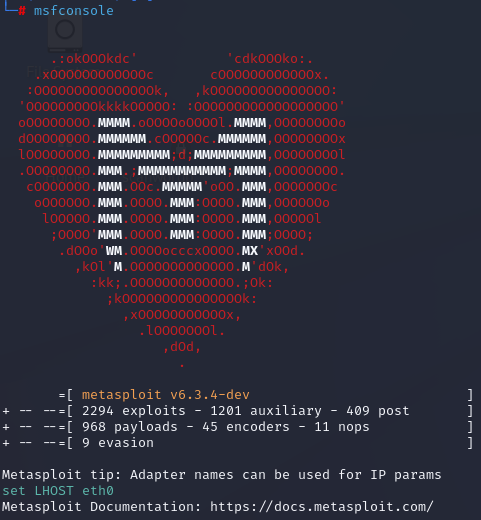 └─# msfconsole
.:okOOOkdc' 'cdkOOOko:.
.xOOOOOOOOOOOOc cOOOOOOOOOOOOx.
:OOOOOOOOOOOOOOOk, ,kOOOOOOOOOOOOOOO:
'OOOOOOOOOkkkkOOOOO: :OOOOOOOOOOOOOOOOOO'
oOOOOOOOO.MMMM.oOOOOoOOOOl.MMMM,OOOOOOOOo
dOOOOOOOO.MMMMMM.cOOOOOc.MMMMMM,OOOOOOOOx
lOOOOOOOO.MMMMMMMMM;d;MMMMMMMMM,OOOOOOOOl
.OOOOOOOO.MMM.;MMMMMMMMMMM;MMMM,OOOOOOOO.
cOOOOOOO.MMM.OOc.MMMMM'oOO.MMM,OOOOOOOc
oOOOOOO.MMM.OOOO.MMM:OOOO.MMM,OOOOOOo
lOOOOO.MMM.OOOO.MMM:OOOO.MMM,OOOOOl
;OOOO'MMM.OOOO.MMM:OOOO.MMM;OOOO;
.dOOo'WM.OOOOocccxOOOO.MX'xOOd.
,kOl'M.OOOOOOOOOOOOO.M'dOk,
:kk;.OOOOOOOOOOOOO.;Ok:
;kOOOOOOOOOOOOOOOk:
,xOOOOOOOOOOOx,
.lOOOOOOOl.
,dOd,
.
=[ metasploit v6.3.4-dev ]
+ -- --=[ 2294 exploits - 1201 auxiliary - 409 post ]
+ -- --=[ 968 payloads - 45 encoders - 11 nops ]
+ -- --=[ 9 evasion ]
Metasploit tip: Adapter names can be used for IP params
set LHOST eth0
Metasploit Documentation: https://docs.metasploit.com/